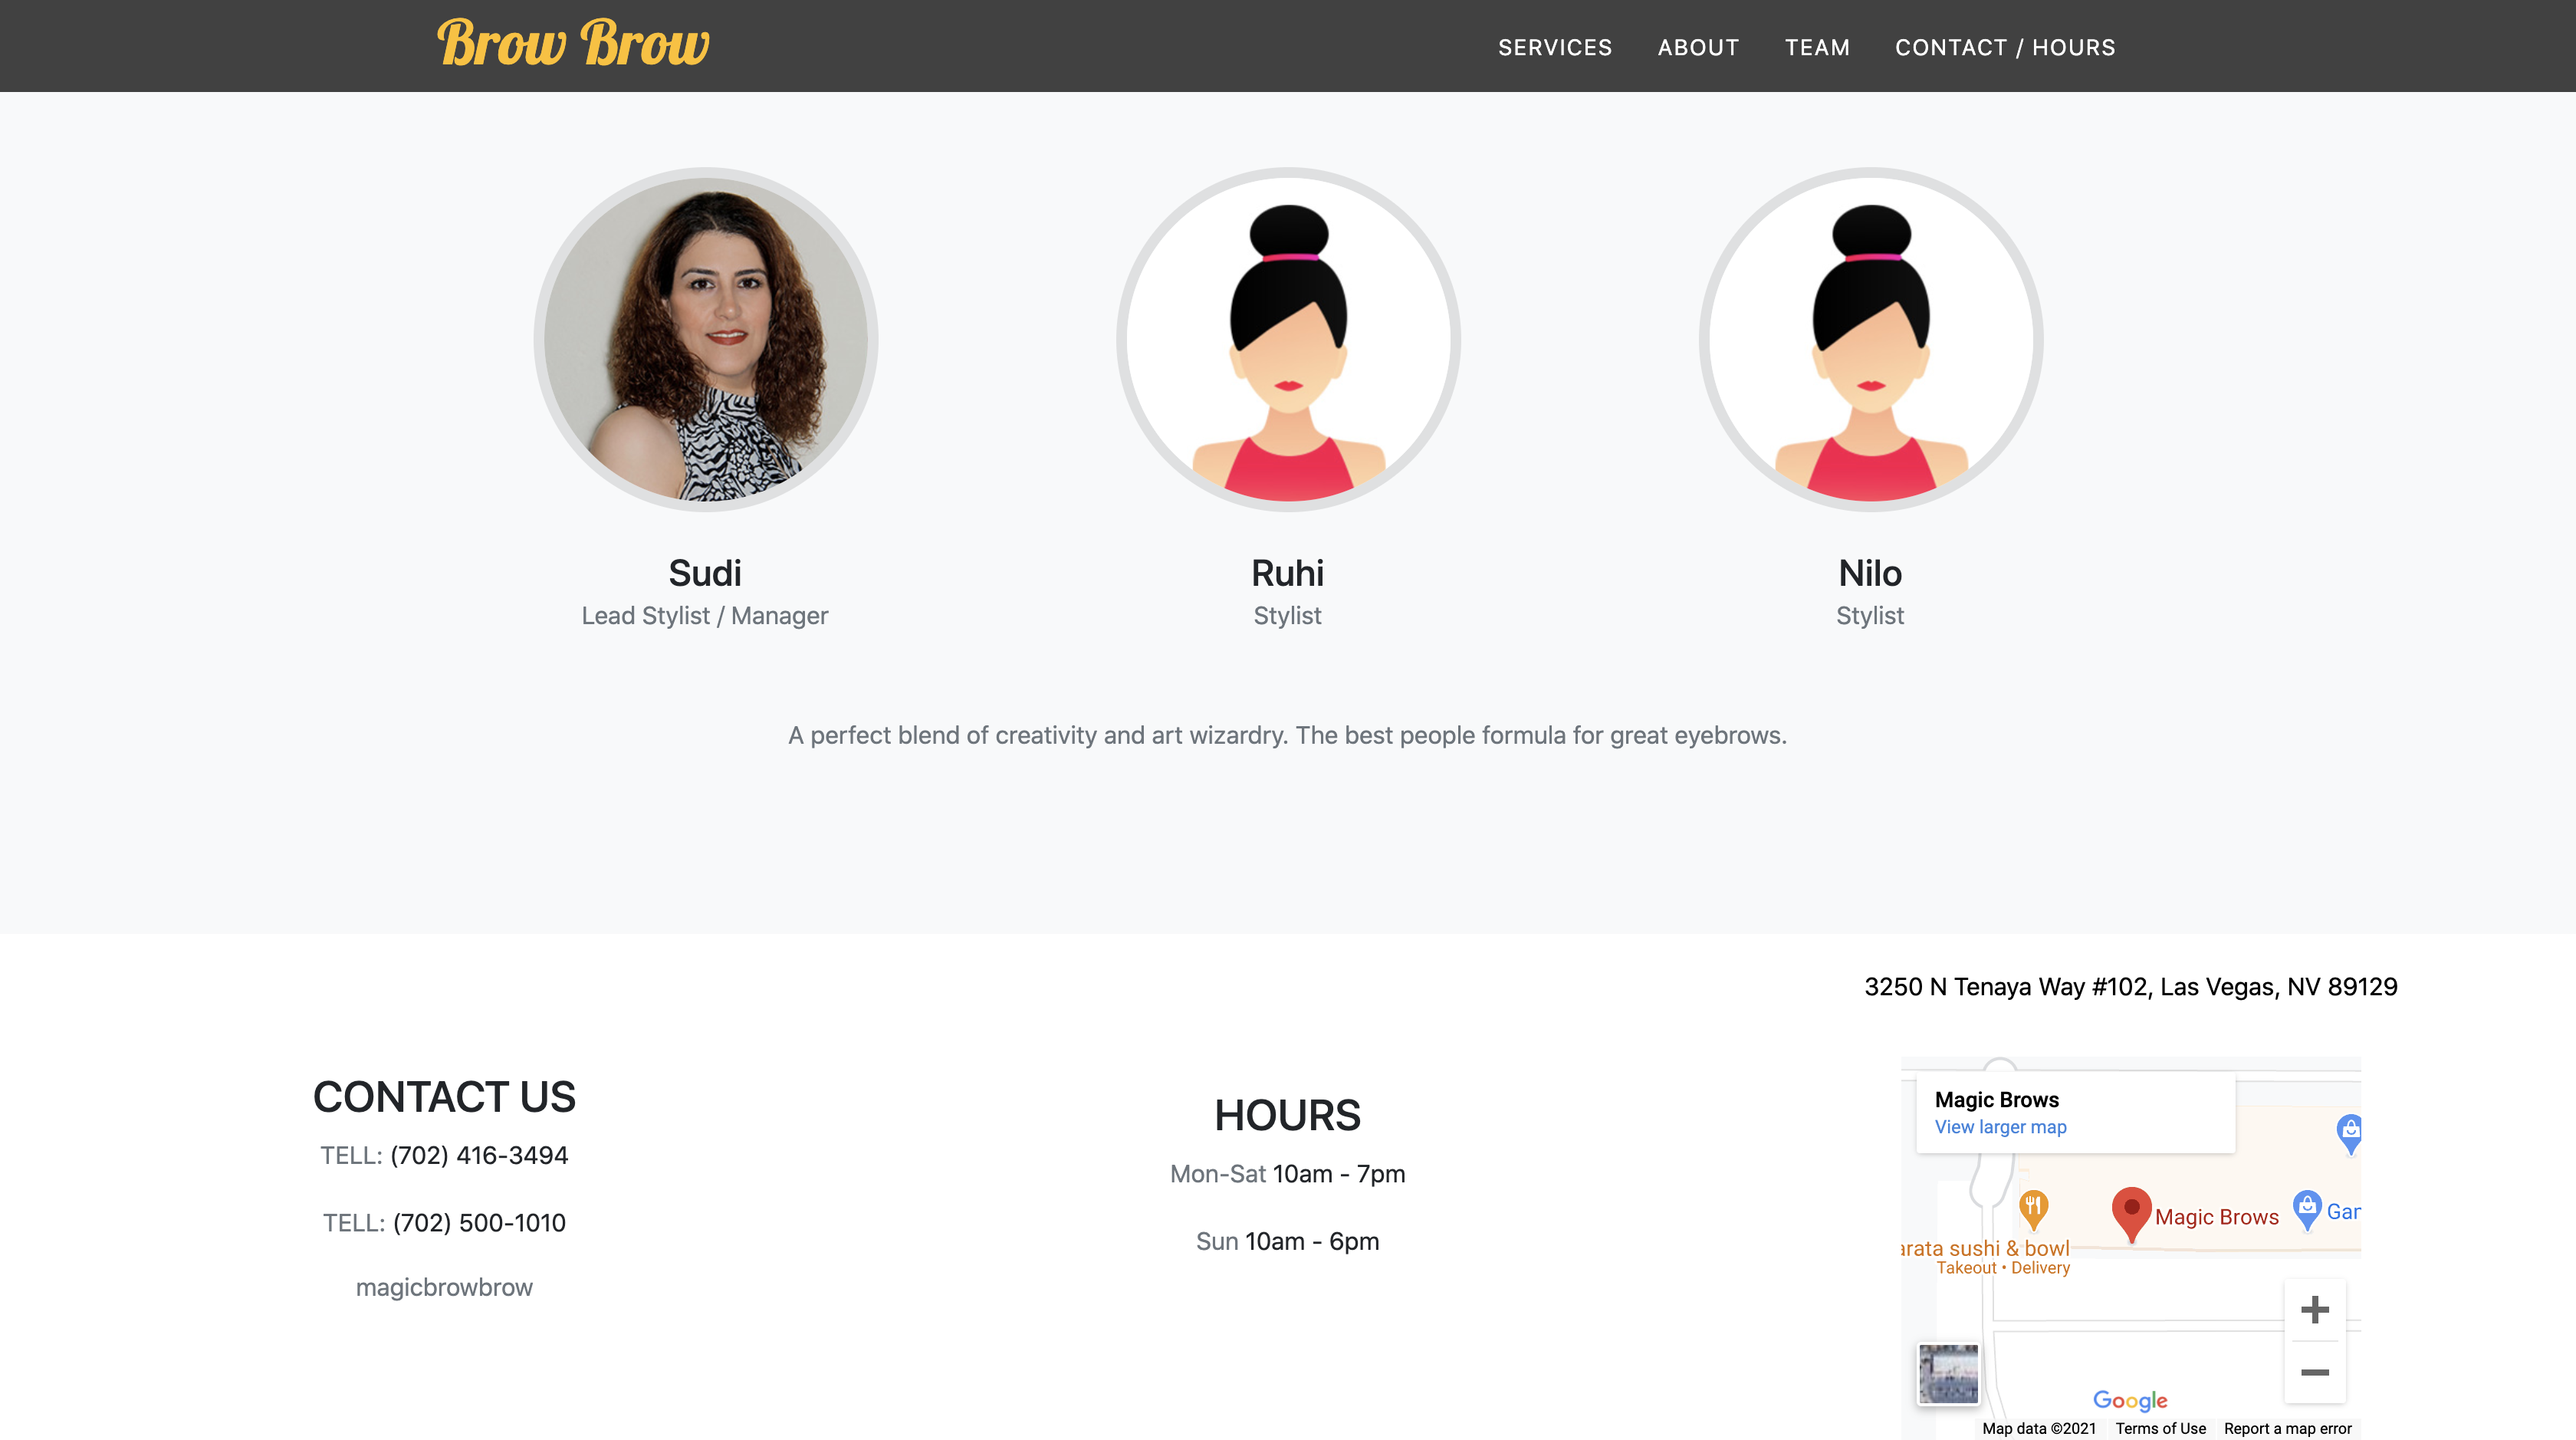 Brow Brow
SERVICES ABOUT TEAM CONTACT / HOURS
Sudi
Lead Stylist / Manager
Ruhi
Stylist
Nilo
Stylist
A perfect blend of creativity and art wizardry. The best people formula for great eyebrows.
CONTACT US
TELL: (702) 416-3494
TELL: (702) 500-1010
magicbrowbrow
HOURS
Mon-Sat 10am - 7pm
Sun 10am - 6pm
3250 N Tenaya Way #102, Las Vegas, NV 89129
Magic Brows
View larger map
Magic Brows
Gar
arata sushi & bowl
Takeout • Delivery
Google
Map data ©2021 Terms of Use Report a map error